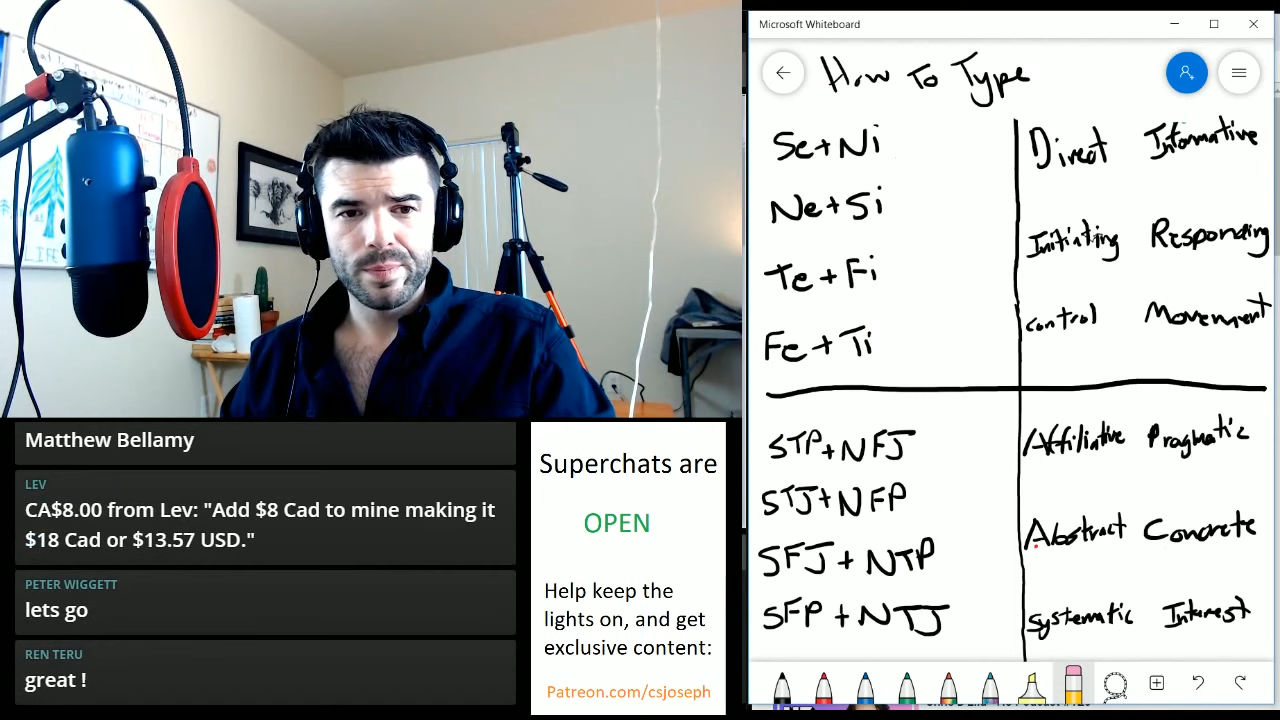 Microsoft Whiteboard
How To Type
Se+Ni
Ne+Si
Te+Fi
Fe+Ti
Direct Informative
Initiating Responding
control Movement
STP+NFJ
STJ+NFP
SFJ+NTP
SFP+NTJ
Affiliative Pragmatic
Abstract Concrete
Systematic Interest
LIFE
Matthew Bellamy
LEV
CA$8.00 from Lev: "Add $8 Cad to mine making it
$18 Cad or $13.57 USD."
PETER WIGGETT
lets go
REN TERU
great !
Superchats are
OPEN
Help keep the
lights on, and get
exclusive content:
Patreon.com/csjoseph